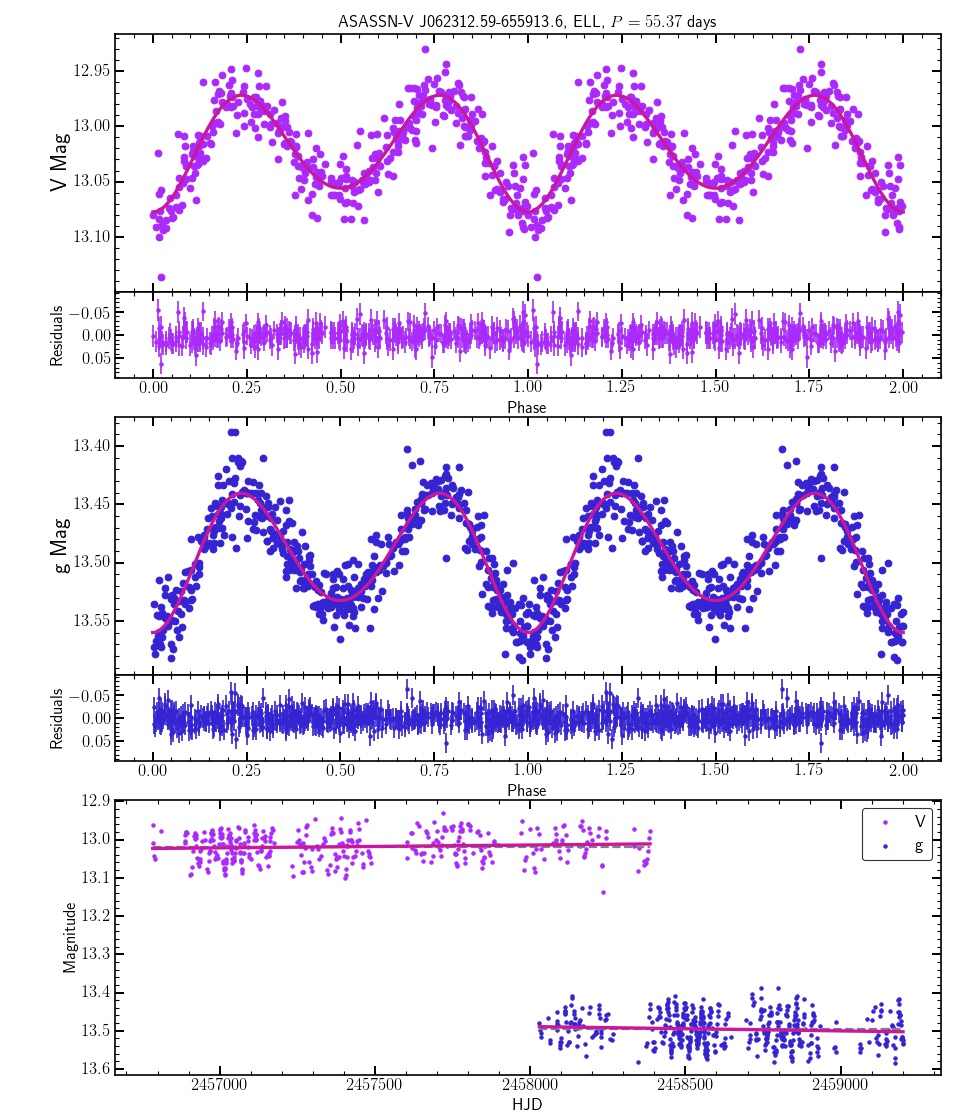 ASASSN-V J062312.59-655913.6, ELL, P = 55.37 days
V Mag
12.95
13.00
13.05
13.10
Residuals
−0.05
0.00
0.05
0.00 0.25 0.50 0.75 1.00 1.25 1.50 1.75 2.00
Phase
g Mag
13.40
13.45
13.50
13.55
Residuals
−0.05
0.00
0.05
0.00 0.25 0.50 0.75 1.00 1.25 1.50 1.75 2.00
Phase
Magnitude
12.9
13.0
13.1
13.2
13.3
13.4
13.5
13.6
V
g
2457000 2457500 2458000 2458500 2459000
HJD